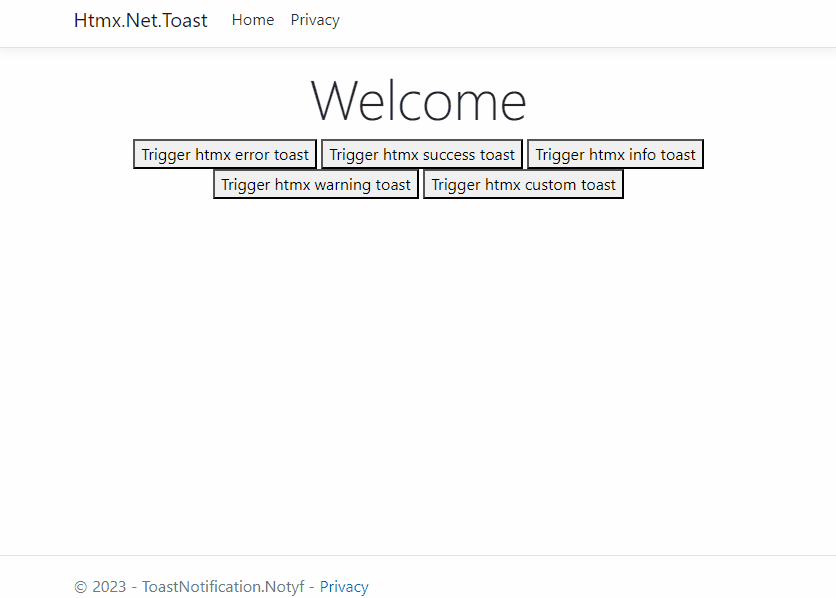 Htmx.Net.Toast Home Privacy
Welcome
Trigger htmx error toast Trigger htmx success toast Trigger htmx info toast
Trigger htmx warning toast Trigger htmx custom toast
© 2023 - ToastNotification.Notyf - Privacy